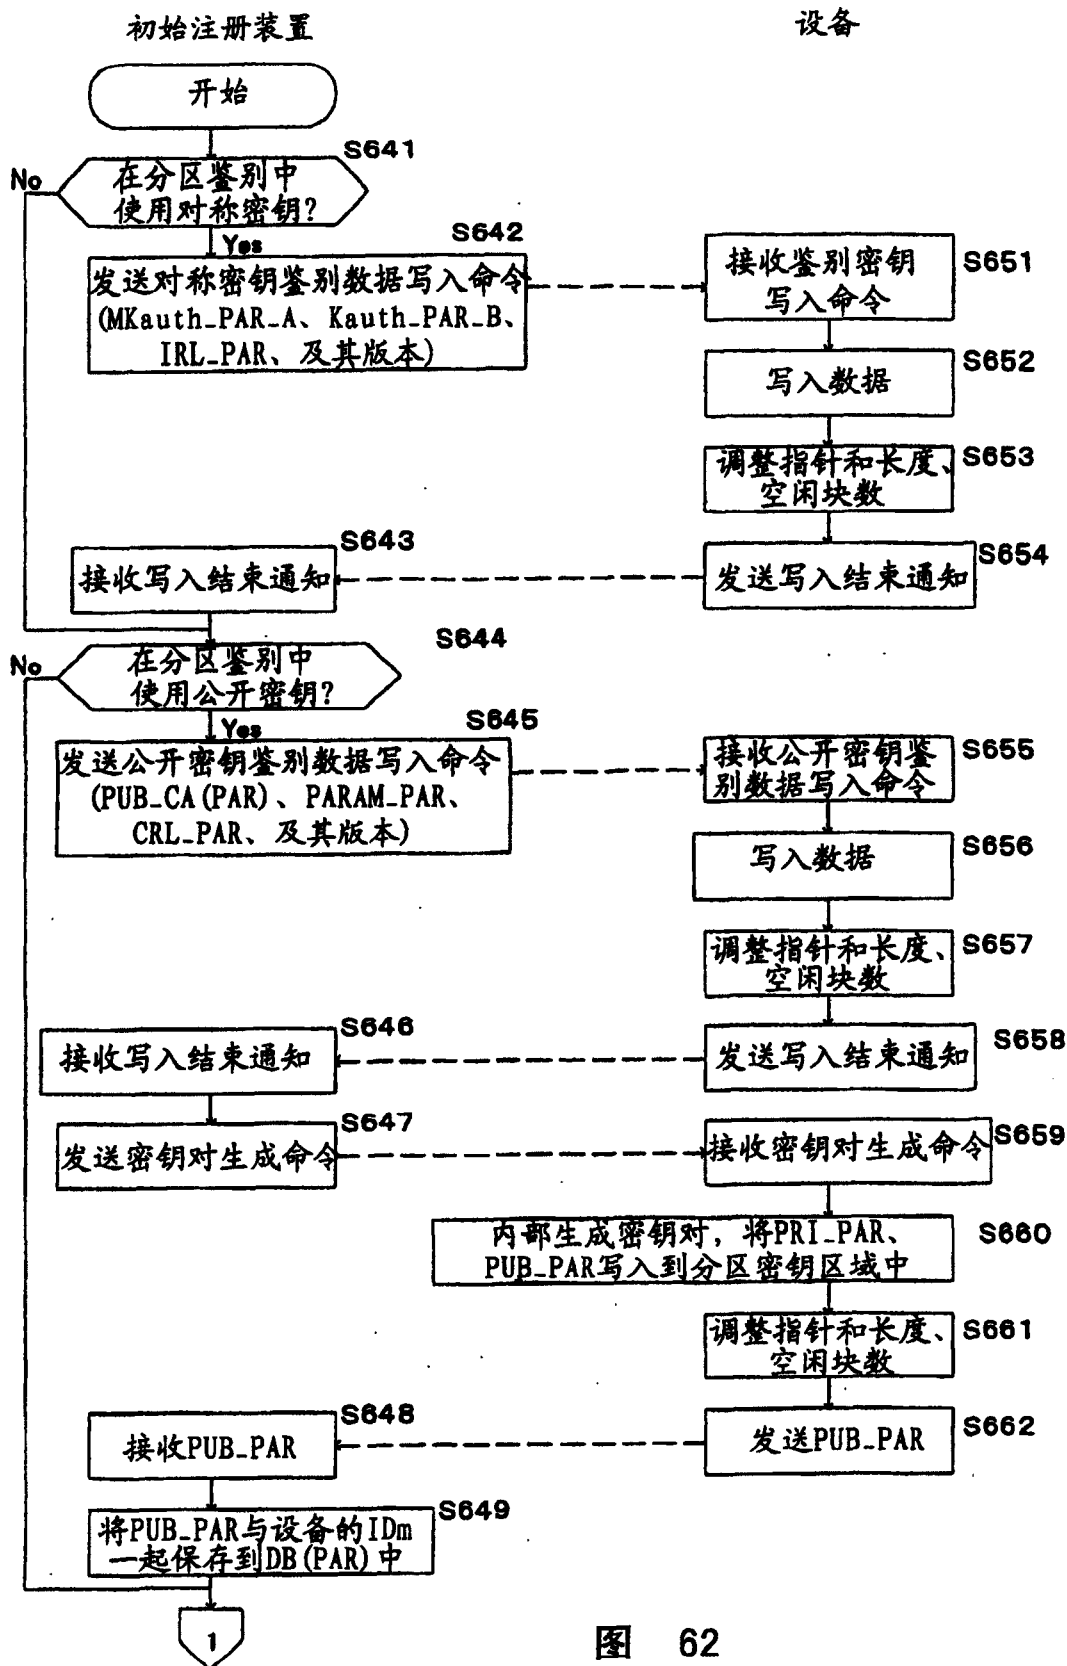 初始注册装置
设备
开始
S641
No
在分区鉴别中
使用对称密钥?
Yes
S642
发送对称密钥鉴别数据写入命令
(MKauth_PAR_A、Kauth_PAR_B、
IRL_PAR、及其版本)
接收鉴别密钥
写入命令
S651
写入数据
S652
调整指针和长度、
空闲块数
S653
S643
接收写入结束通知
发送写入结束通知
S654
S644
No
在分区鉴别中
使用公开密钥?
Yes
S645
发送公开密钥鉴别数据写入命令
(PUB_CA(PAR)、PARAM_PAR、
CRL_PAR、及其版本)
接收公开密钥鉴
别数据写入命令
S655
写入数据
S656
调整指针和长度、
空闲块数
S657
S646
接收写入结束通知
发送写入结束通知
S658
S647
发送密钥对生成命令
接收密钥对生成命令
S659
内部生成密钥对，将PRI_PAR、
PUB_PAR写入到分区密钥区域中
S660
调整指针和长度、
空闲块数
S661
S648
接收PUB_PAR
发送PUB_PAR
S662
S649
将PUB_PAR与设备的IDm
一起保存到DB(PAR)中
1
图 62